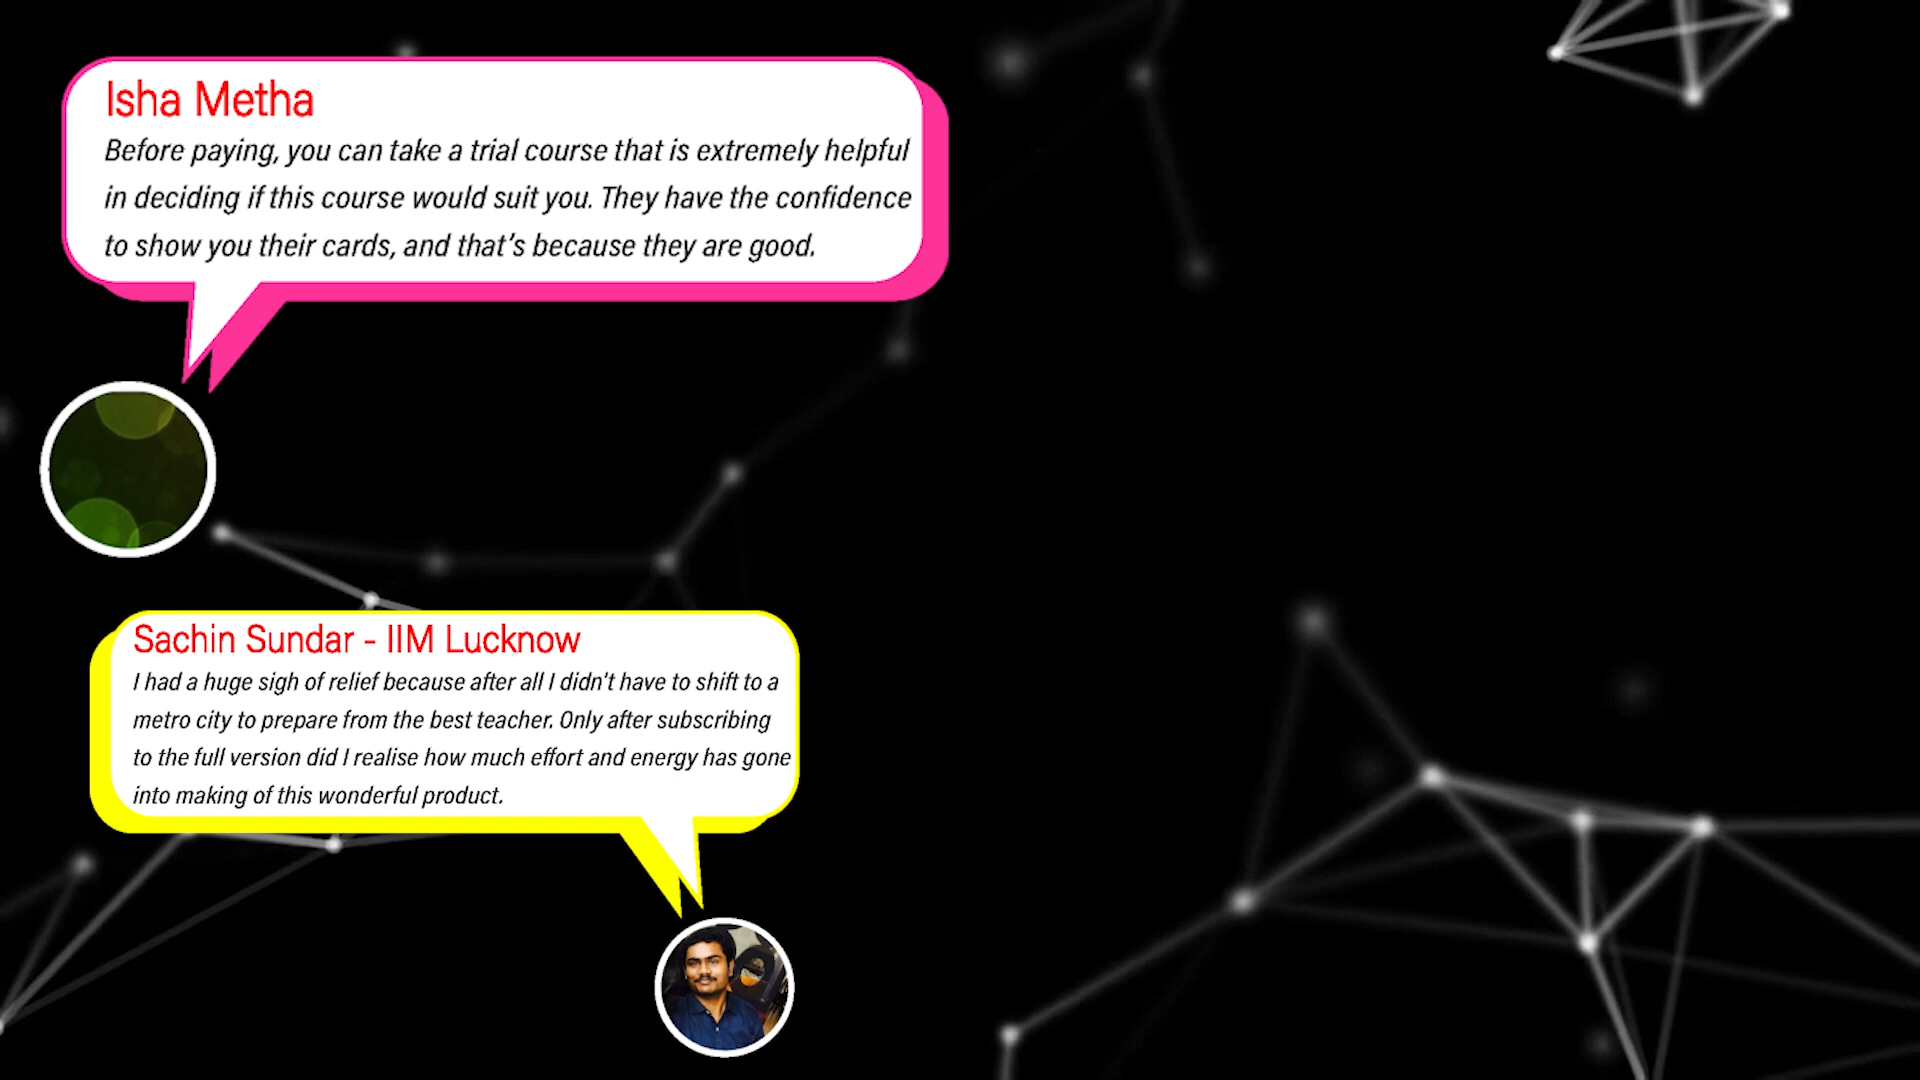 Isha Metha
Before paying, you can take a trial course that is extremely helpful
in deciding if this course would suit you. They have the confidence
to show you their cards, and that's because they are good.
Sachin Sundar - IIM Lucknow
I had a huge sigh of relief because after all I didn't have to shift to a
metro city to prepare from the best teacher. Only after subscribing
to the full version did I realise how much effort and energy has gone
into making of this wonderful product.